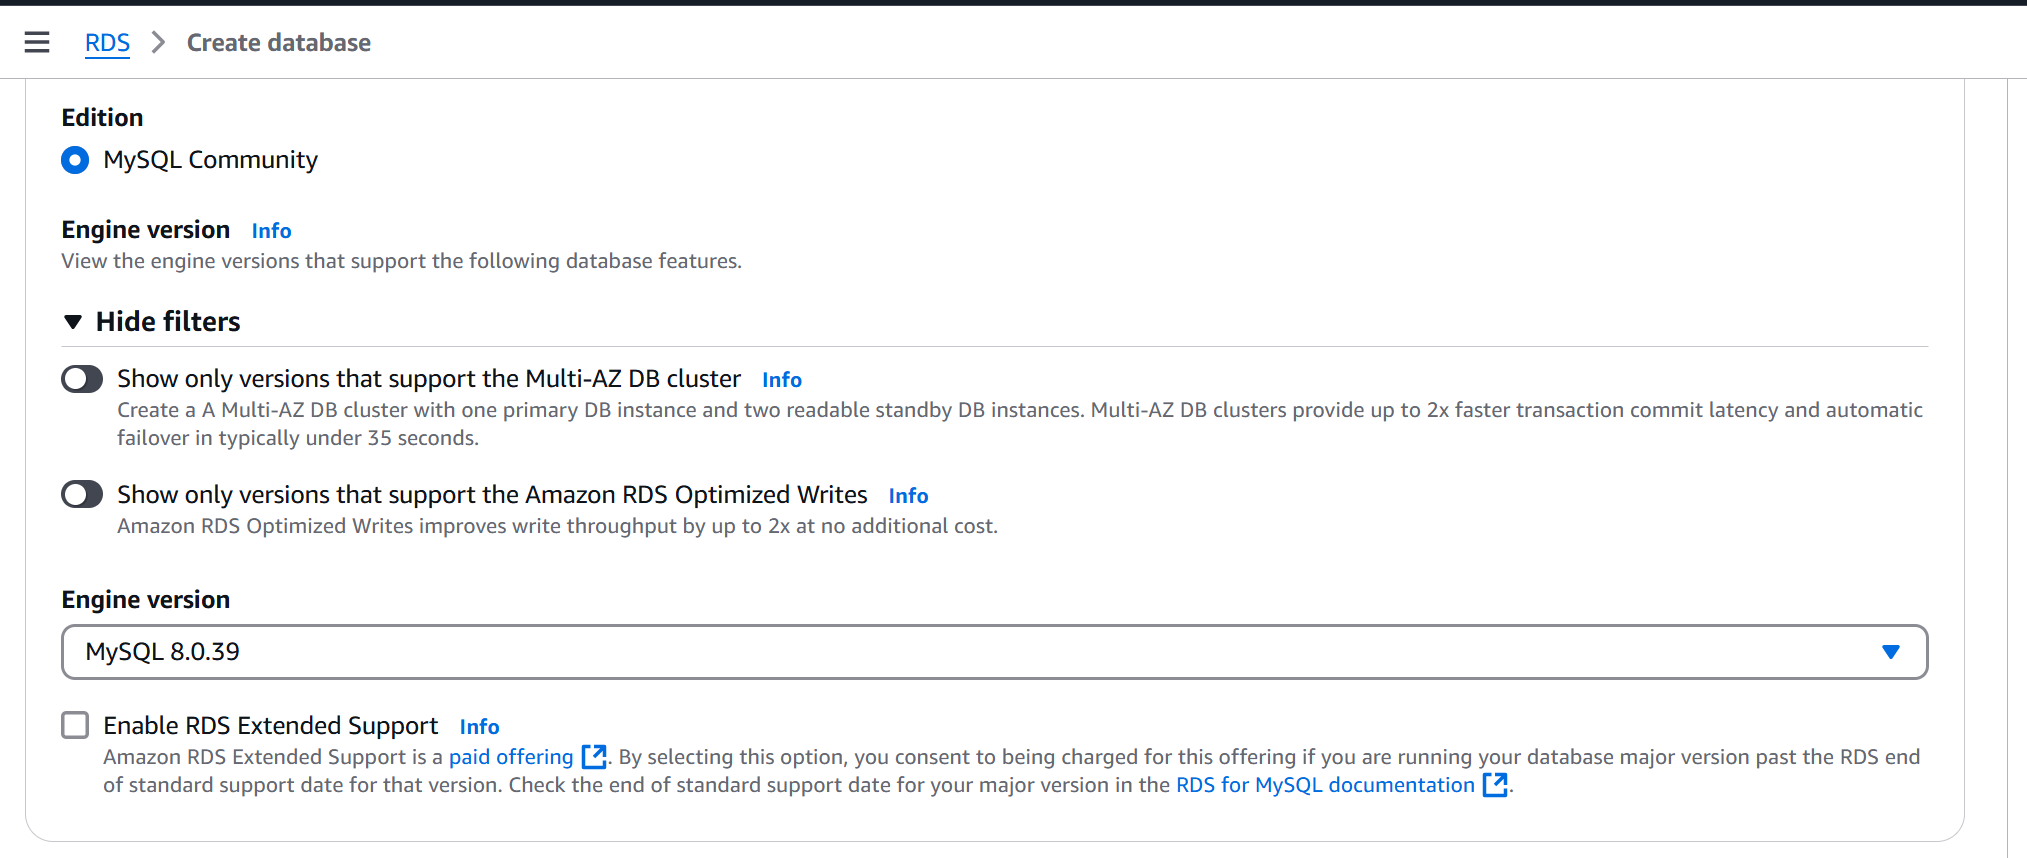 RDS > Create database
Edition
MySQL Community
Engine version Info
View the engine versions that support the following database features.
Hide filters
Show only versions that support the Multi-AZ DB cluster Info
Create a A Multi-AZ DB cluster with one primary DB instance and two readable standby DB instances. Multi-AZ DB clusters provide up to 2x faster transaction commit latency and automatic
failover in typically under 35 seconds.
Show only versions that support the Amazon RDS Optimized Writes Info
Amazon RDS Optimized Writes improves write throughput by up to 2x at no additional cost.
Engine version
MySQL 8.0.39
Enable RDS Extended Support Info
Amazon RDS Extended Support is a paid offering. By selecting this option, you consent to being charged for this offering if you are running your database major version past the RDS end
of standard support date for that version. Check the end of standard support date for your major version in the RDS for MySQL documentation.